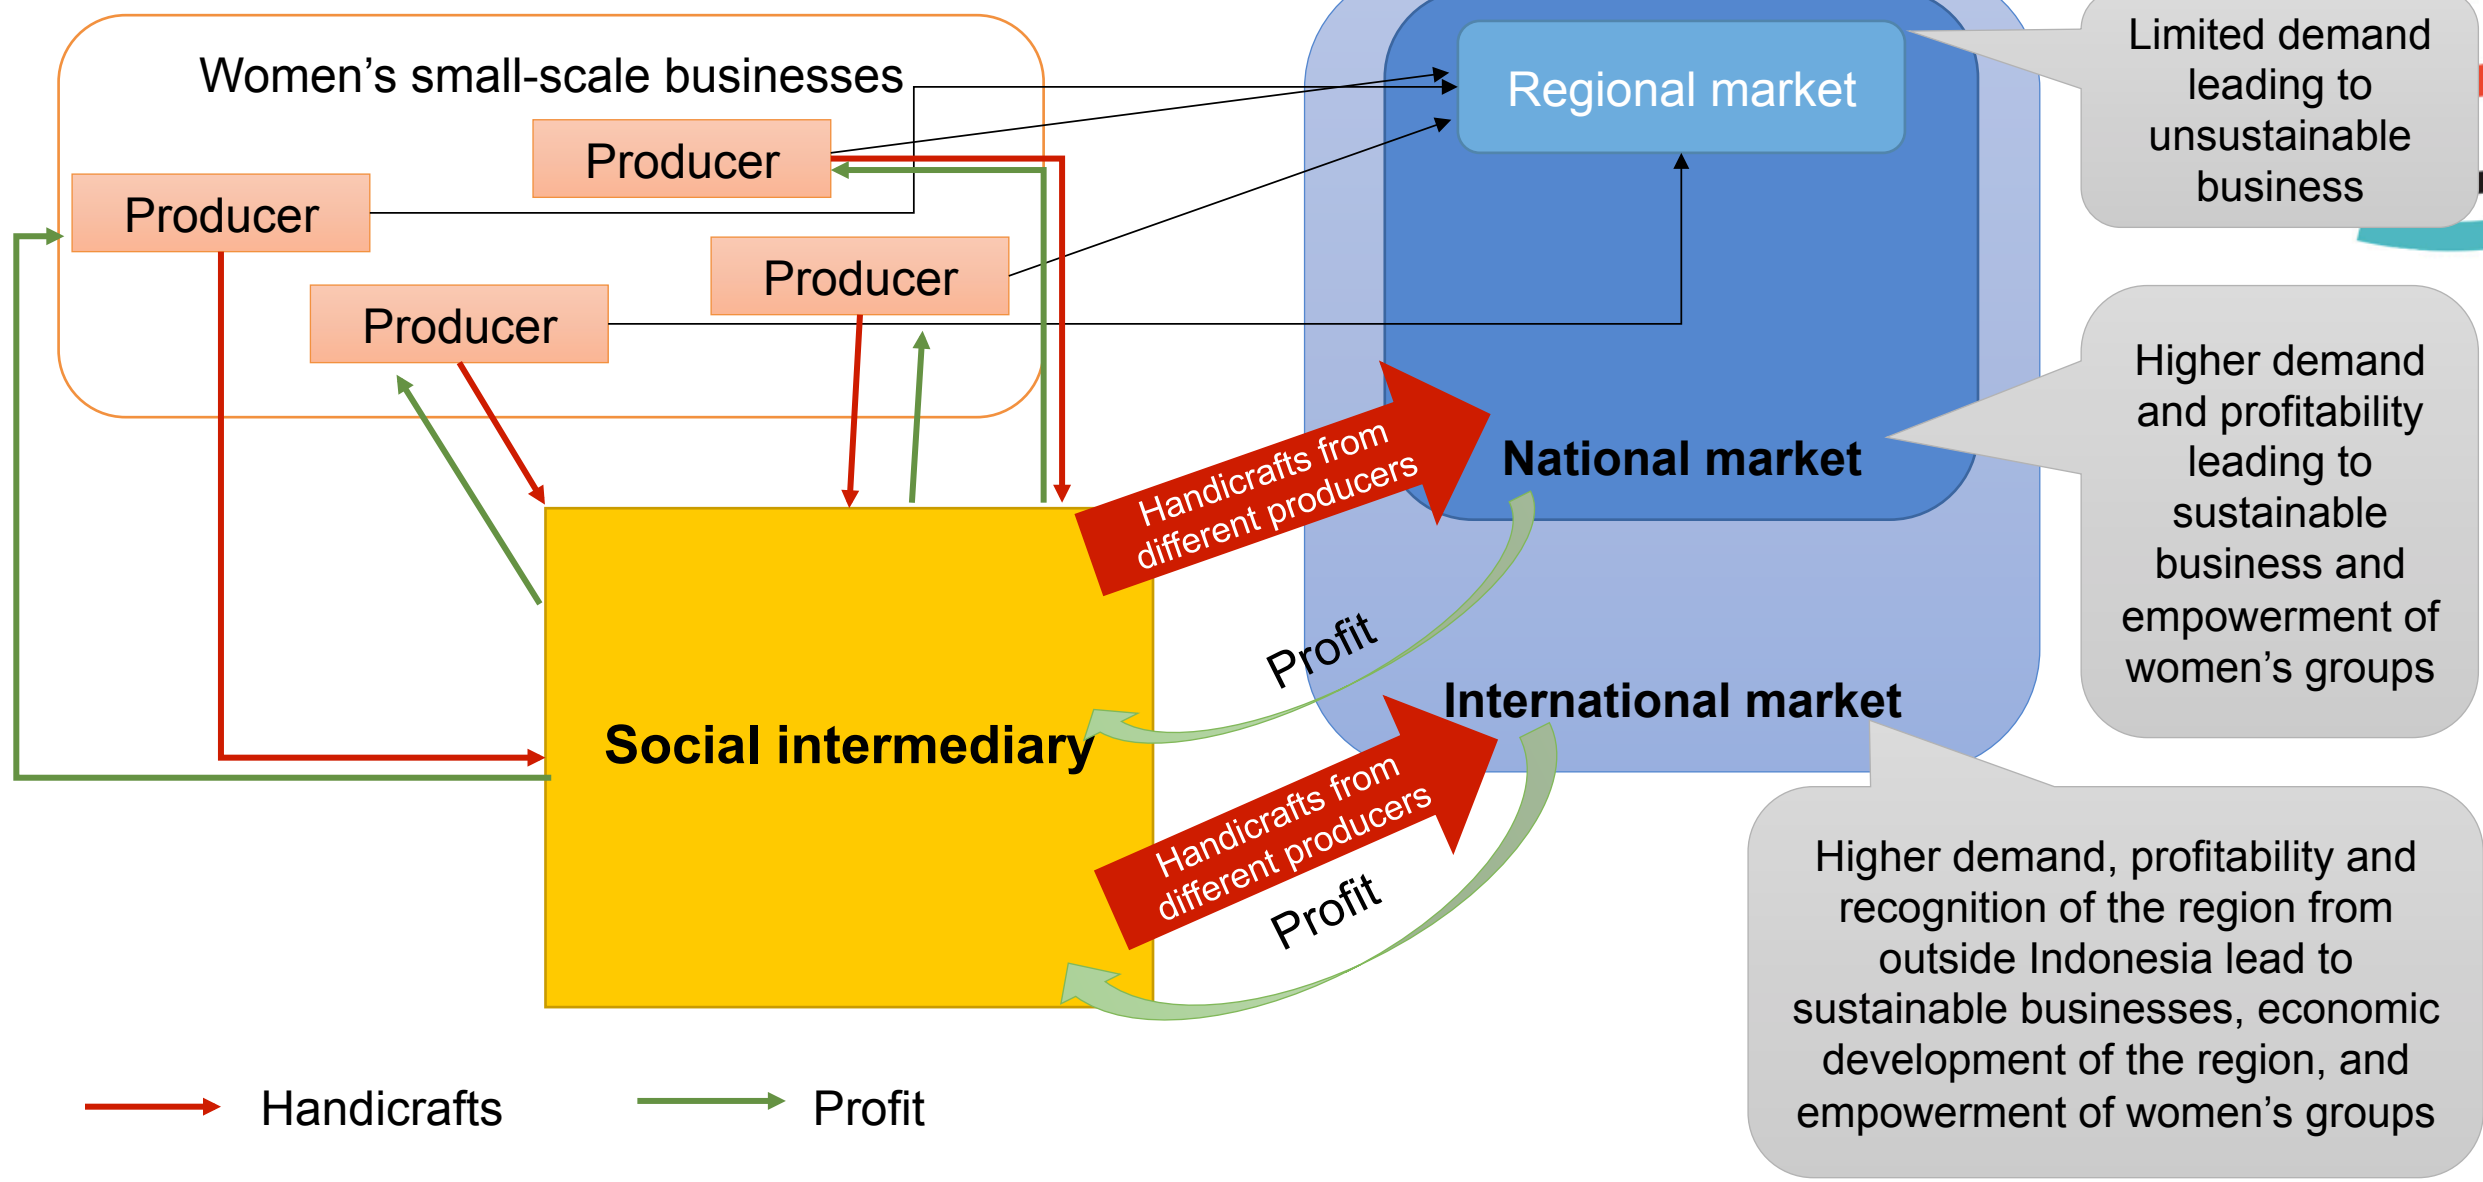 Women’s small-scale businesses
Producer
Producer
Producer
Producer
Regional market
Limited demand
leading to
unsustainable
business
Higher demand
and profitability
leading to
sustainable
business and
empowerment of
women’s groups
National market
Handicrafts from
different producers
Profit
International market
Social intermediary
Handicrafts from
different producers
Profit
Higher demand, profitability and
recognition of the region from
outside Indonesia lead to
sustainable businesses, economic
development of the region, and
empowerment of women’s groups
Handicrafts
Profit